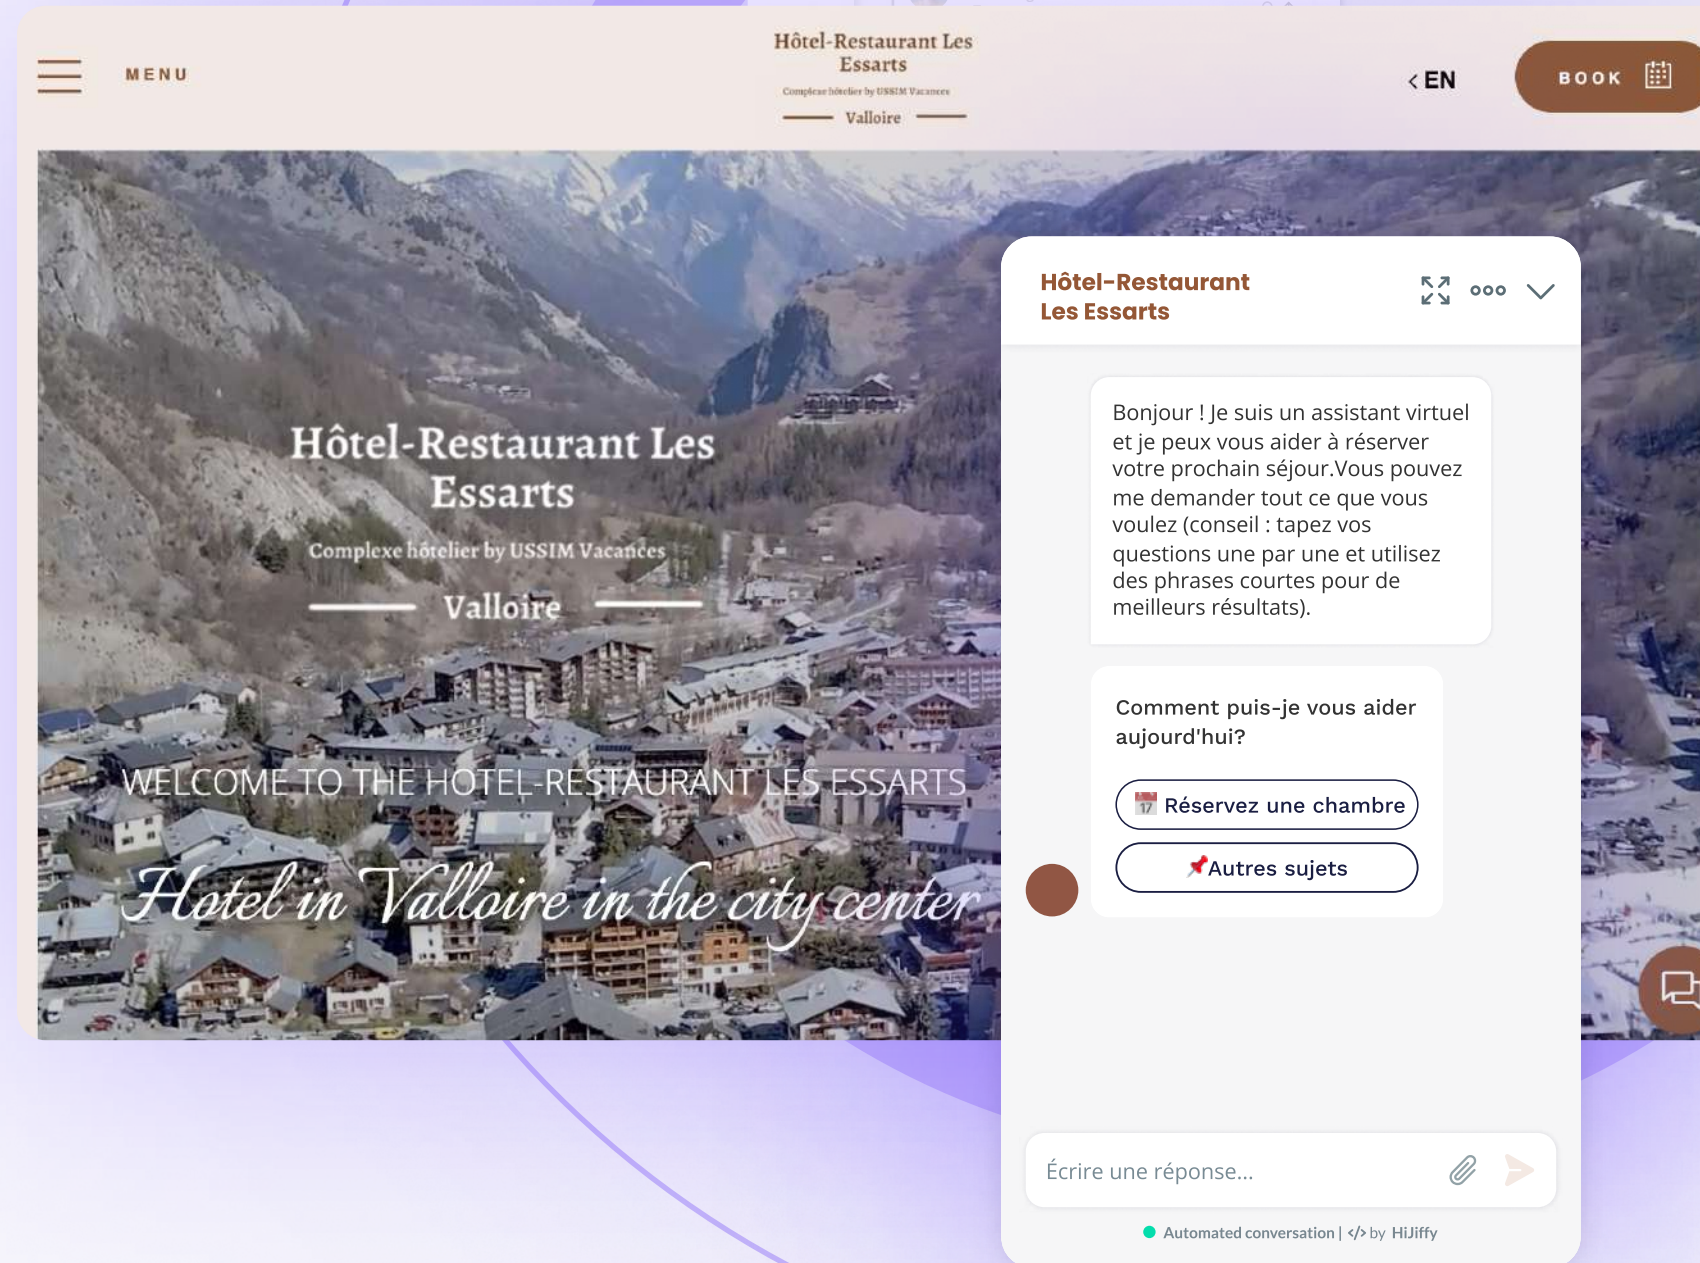 MENU
Hôtel-Restaurant Les
Essarts
Complexe hôtelier by USSIM Vacances
Valloire
< EN
BOOK
Hôtel-Restaurant Les
Essarts
Complexe hôtelier by USSIM Vacances
Valloire
WELCOME TO THE HOTEL-RESTAURANT LES ESSARTS
Hotel in Valloire in the city center
Hôtel-Restaurant
Les Essarts
Bonjour ! Je suis un assistant virtuel
et je peux vous aider à réserver
votre prochain séjour.Vous pouvez
me demander tout ce que vous
voulez (conseil : tapez vos
questions une par une et utilisez
des phrases courtes pour de
meilleurs résultats).
Comment puis-je vous aider
aujourd'hui?
📅 Réservez une chambre
📌Autres sujets
Écrire une réponse...
Automated conversation | </> by HiJiffy